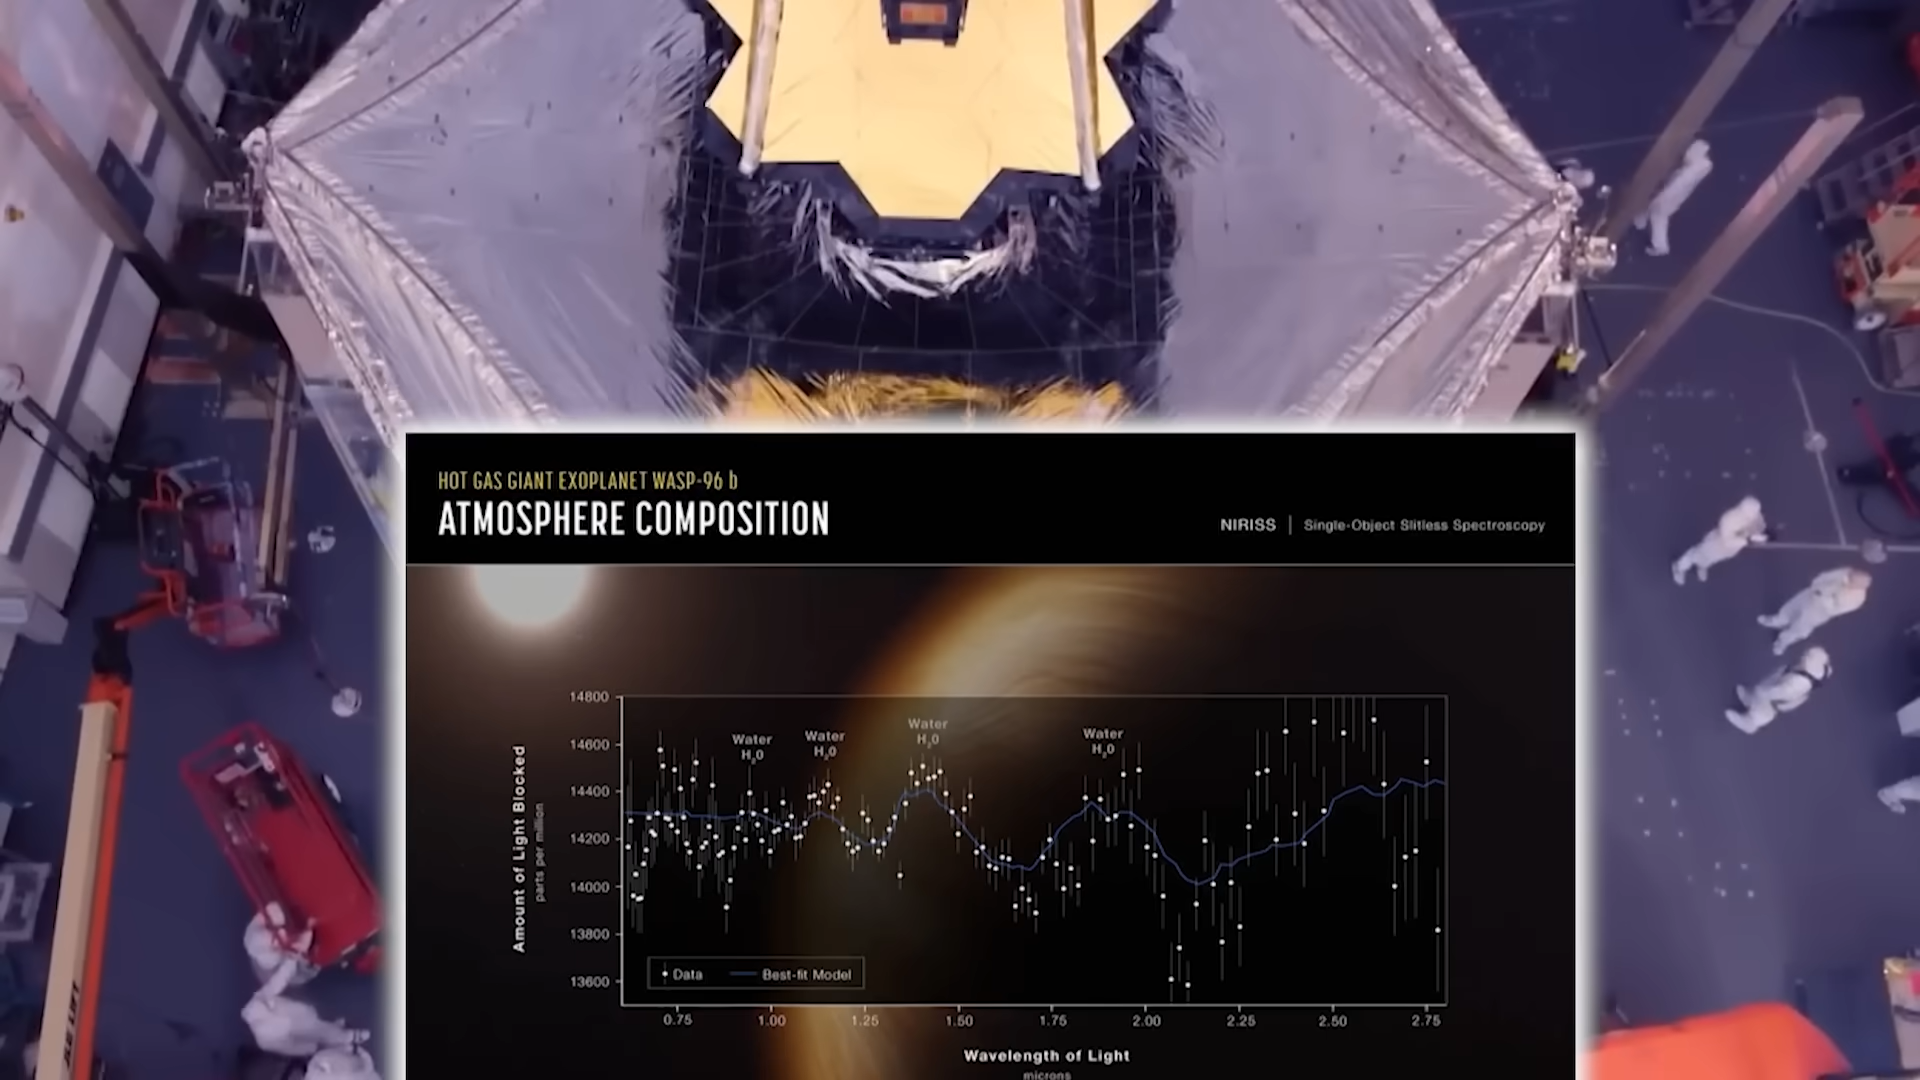 HOT GAS GIANT EXOPLANET WASP-96 b
ATMOSPHERE COMPOSITION
NIRISS | Single-Object Slitless Spectroscopy
14800
14600
14400
14200
14000
13800
13600
Amount of Light Blocked
parts per million
Water
H₂O
Water
H₂O
Water
H₂O
Water
H₂O
Data
Best-fit Model
0.75 1.00 1.25 1.50 1.75 2.00 2.25 2.50 2.75
Wavelength of Light
microns